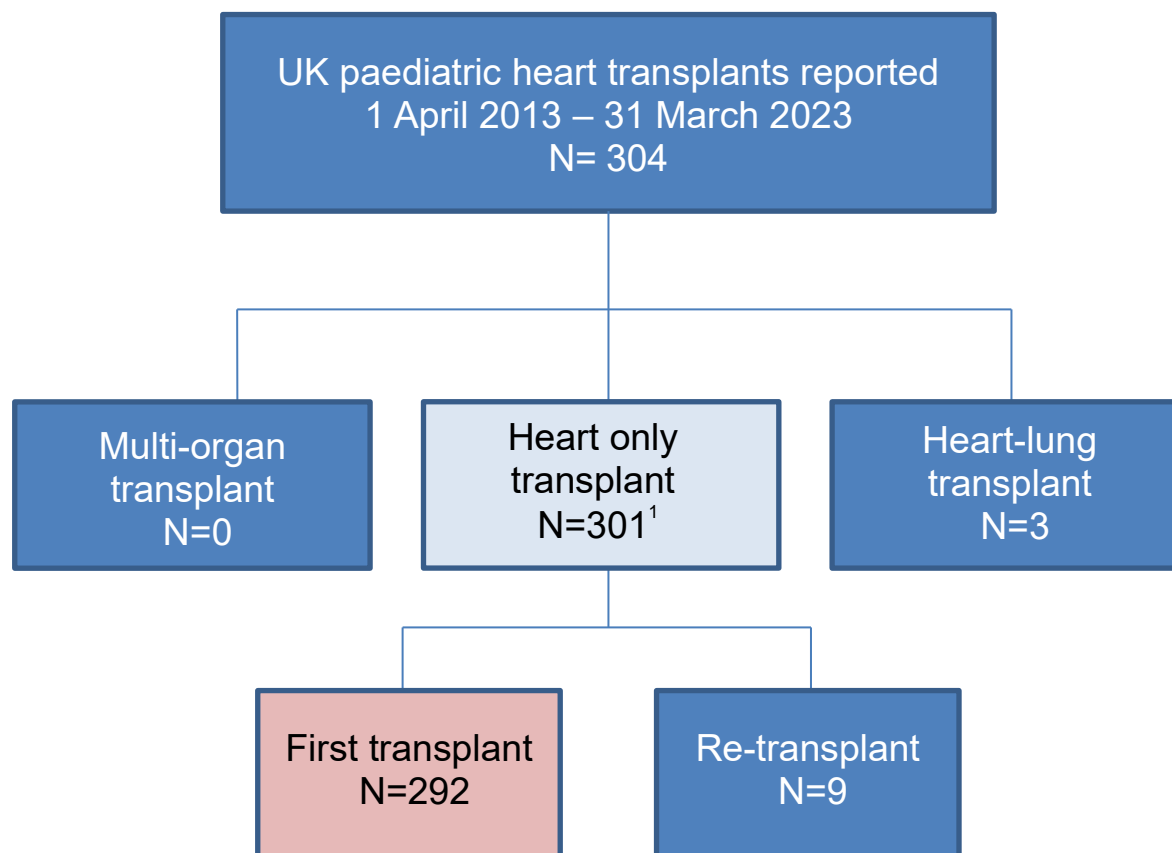 UK paediatric heart transplants reported
1 April 2013 – 31 March 2023
N= 304
Multi-organ
transplant
N=0
Heart only
transplant
N=301¹
Heart-lung
transplant
N=3
First transplant
N=292
Re-transplant
N=9